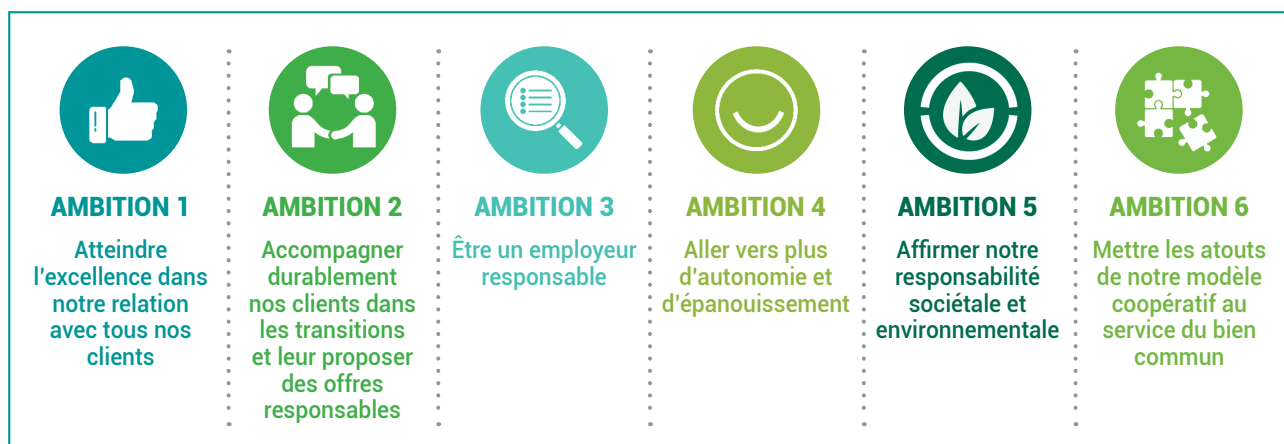 AMBITION 1
Atteindre
l'excellence dans
notre relation
avec tous nos
clients
AMBITION 2
Accompagner
durablement
nos clients dans
les transitions
et leur proposer
des offres
responsables
AMBITION 3
Être un employeur
responsable
AMBITION 4
Aller vers plus
d'autonomie et
d'épanouissement
AMBITION 5
Affirmer notre
responsabilité
sociétale et
environnementale
AMBITION 6
Mettre les atouts
de notre modèle
coopératif au
service du bien
commun